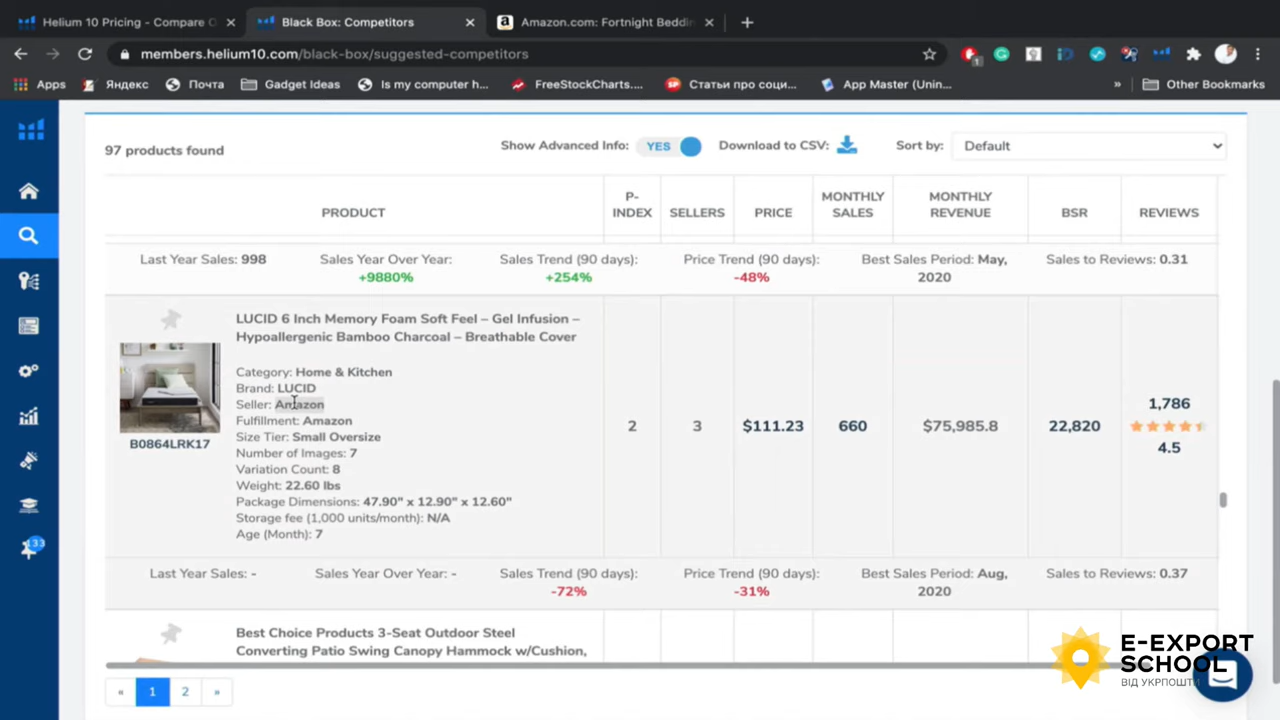 Helium 10 Pricing - Compare O
Black Box: Competitors
Amazon.com: Fortnight Beddin
members.helium10.com/black-box/suggested-competitors
Apps
Яндекс
Почта
Gadget Ideas
Is my computer h...
FreeStockCharts....
Статьи про соци...
App Master (Unin...
»
Other Bookmarks
97 products found
Show Advanced Info: YES
Download to CSV:
Sort by: Default
PRODUCT
P-INDEX
SELLERS
PRICE
MONTHLY SALES
MONTHLY REVENUE
BSR
REVIEWS
Last Year Sales: 998
Sales Year Over Year: +9880%
Sales Trend (90 days): +254%
Price Trend (90 days): -48%
Best Sales Period: May, 2020
Sales to Reviews: 0.31
LUCID 6 Inch Memory Foam Soft Feel – Gel Infusion –
Hypoallergenic Bamboo Charcoal – Breathable Cover
Category: Home & Kitchen
Brand: LUCID
Seller: Amazon
Fulfillment: Amazon
Size Tier: Small Oversize
Number of Images: 7
Variation Count: 8
Weight: 22.60 lbs
Package Dimensions: 47.90" x 12.90" x 12.60"
Storage fee (1,000 units/month): N/A
Age (Month): 7
B0864LRK17
2
3
$111.23
660
$75,985.8
22,820
1,786
4.5
Last Year Sales: -
Sales Year Over Year: -
Sales Trend (90 days): -72%
Price Trend (90 days): -31%
Best Sales Period: Aug, 2020
Sales to Reviews: 0.37
Best Choice Products 3-Seat Outdoor Steel
Converting Patio Swing Canopy Hammock w/Cushion,
133
« 1 2 »
E-EXPORT
SCHOOL
ВІД УКРПОШТИ